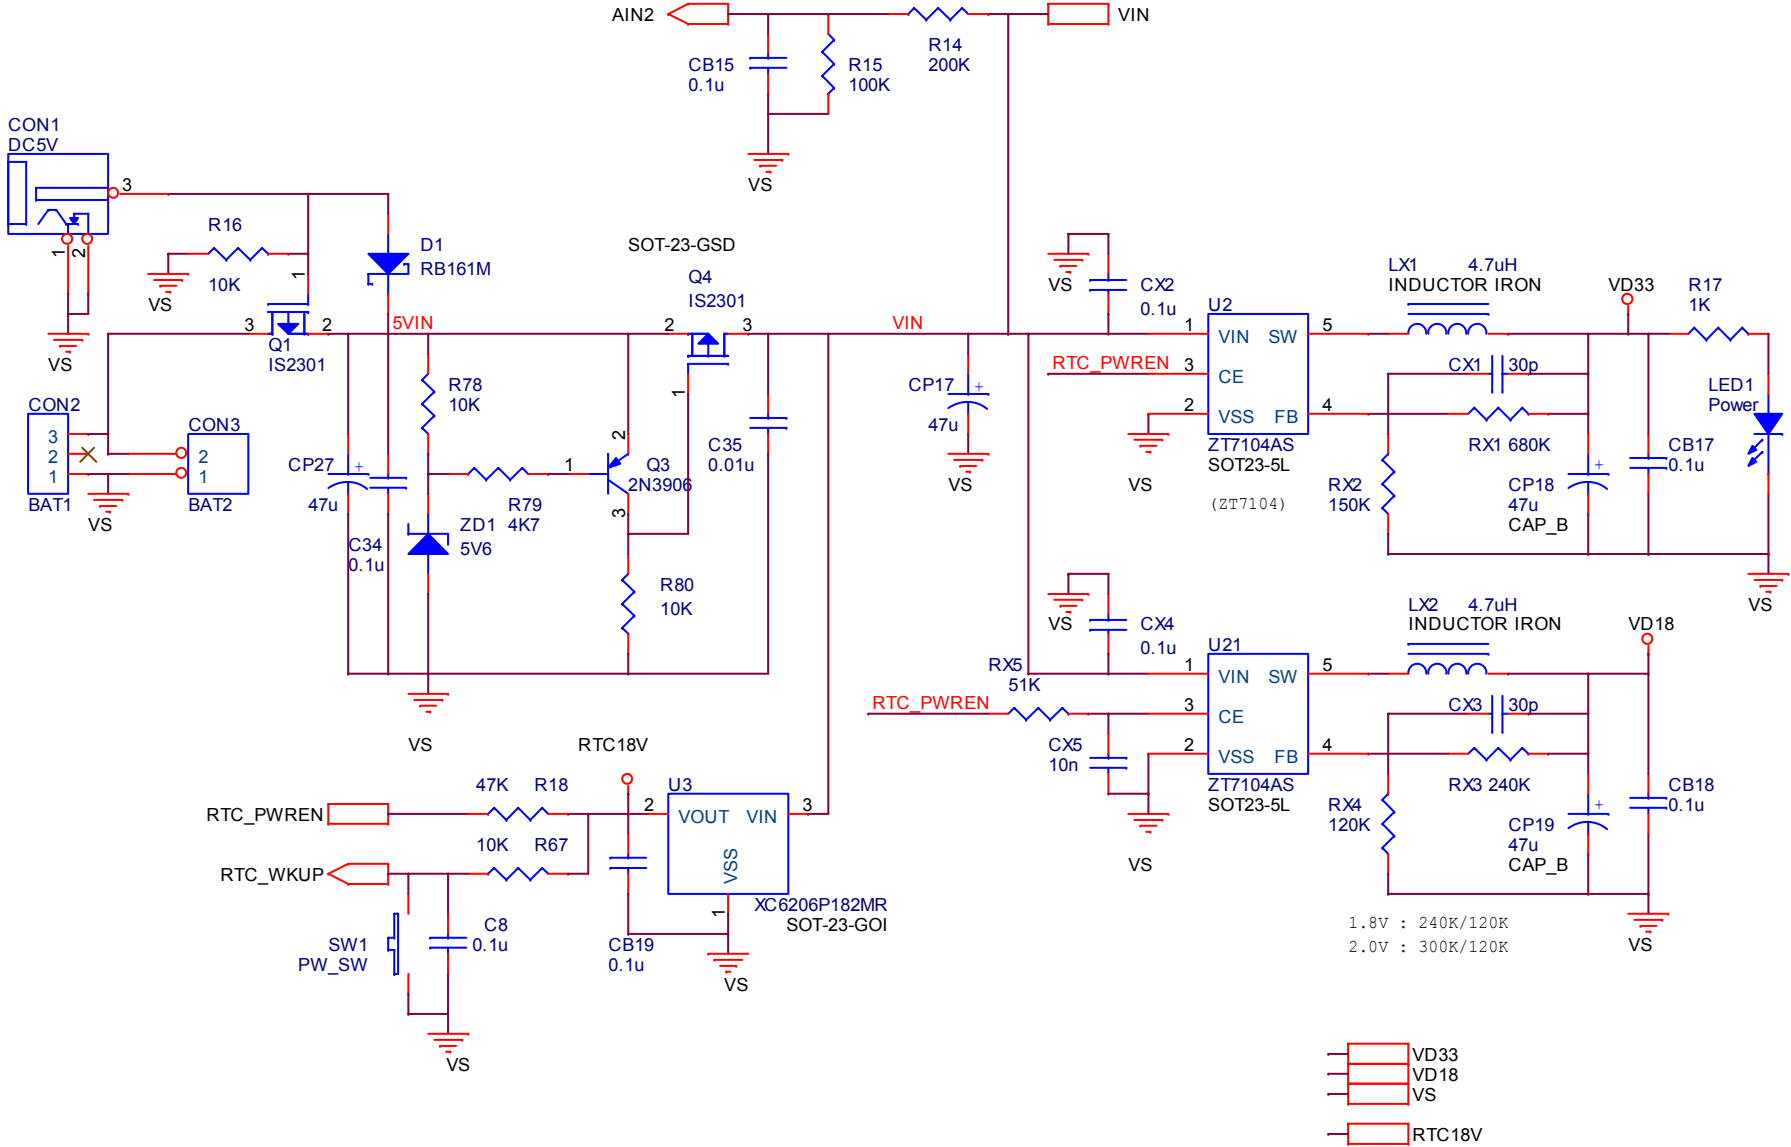 AIN2
VIN
CB15
0.1u
R15
100K
R14
200K
VS
CON1
DC5V
3
1
2
VS
R16
10K
VS
1
D1
RB161M
3
2
Q1
IS2301
5VIN
SOT-23-GSD
Q4
IS2301
2
3
1
VIN
CON2
3
2
1
BAT1
CON3
2
1
BAT2
VS
CP27
+
47u
C34
0.1u
R78
10K
R79
4K7
ZD1
5V6
1
2
3
Q3
2N3906
R80
10K
C35
0.01u
VS
CP17
+
47u
VS
VS
CX2
0.1u
RTC_PWREN
U2
1
3
2
5
4
VIN
SW
CE
VSS
FB
ZT7104AS
SOT23-5L
(ZT7104)
VS
LX1
4.7uH
INDUCTOR IRON
VD33
R17
1K
CX1
30p
RX1 680K
RX2
150K
CP18
+
47u
CAP_B
CB17
0.1u
LED1
Power
VS
VS
CX4
0.1u
RX5
51K
RTC_PWREN
CX5
10n
U21
1
3
2
5
4
VIN
SW
CE
VSS
FB
ZT7104AS
SOT23-5L
VS
LX2
4.7uH
INDUCTOR IRON
VD18
CX3
30p
RX3 240K
RX4
120K
CP19
+
47u
CAP_B
CB18
0.1u
VS
1.8V : 240K/120K
2.0V : 300K/120K
RTC18V
RTC_PWREN
47K
R18
RTC_WKUP
10K
R67
U3
2
3
VOUT
VIN
VSS
1
XC6206P182MR
SOT-23-GOI
SW1
PW_SW
C8
0.1u
CB19
0.1u
VS
VS
VD33
VD18
VS
RTC18V